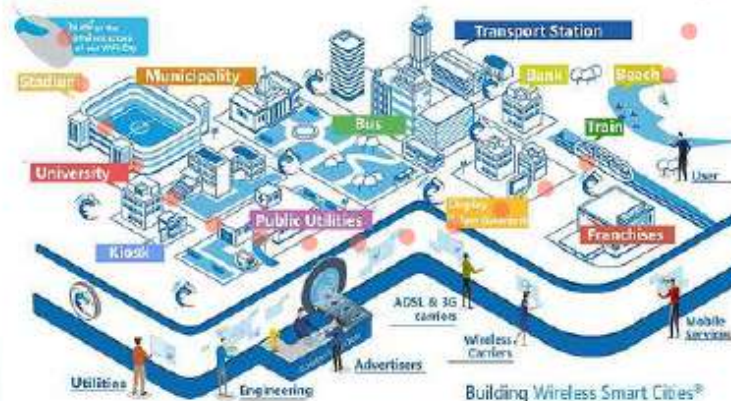 Transport Station
Municipality
Bank
Beach
Stadium
Bus
Train
University
User
Public Utilities
Display
Kiosk
Franchises
ADSL & 3G
carriers
Wireless
Carriers
Mobile
Services
Utilities
Engineering
Advertisers
Building Wireless Smart Cities®